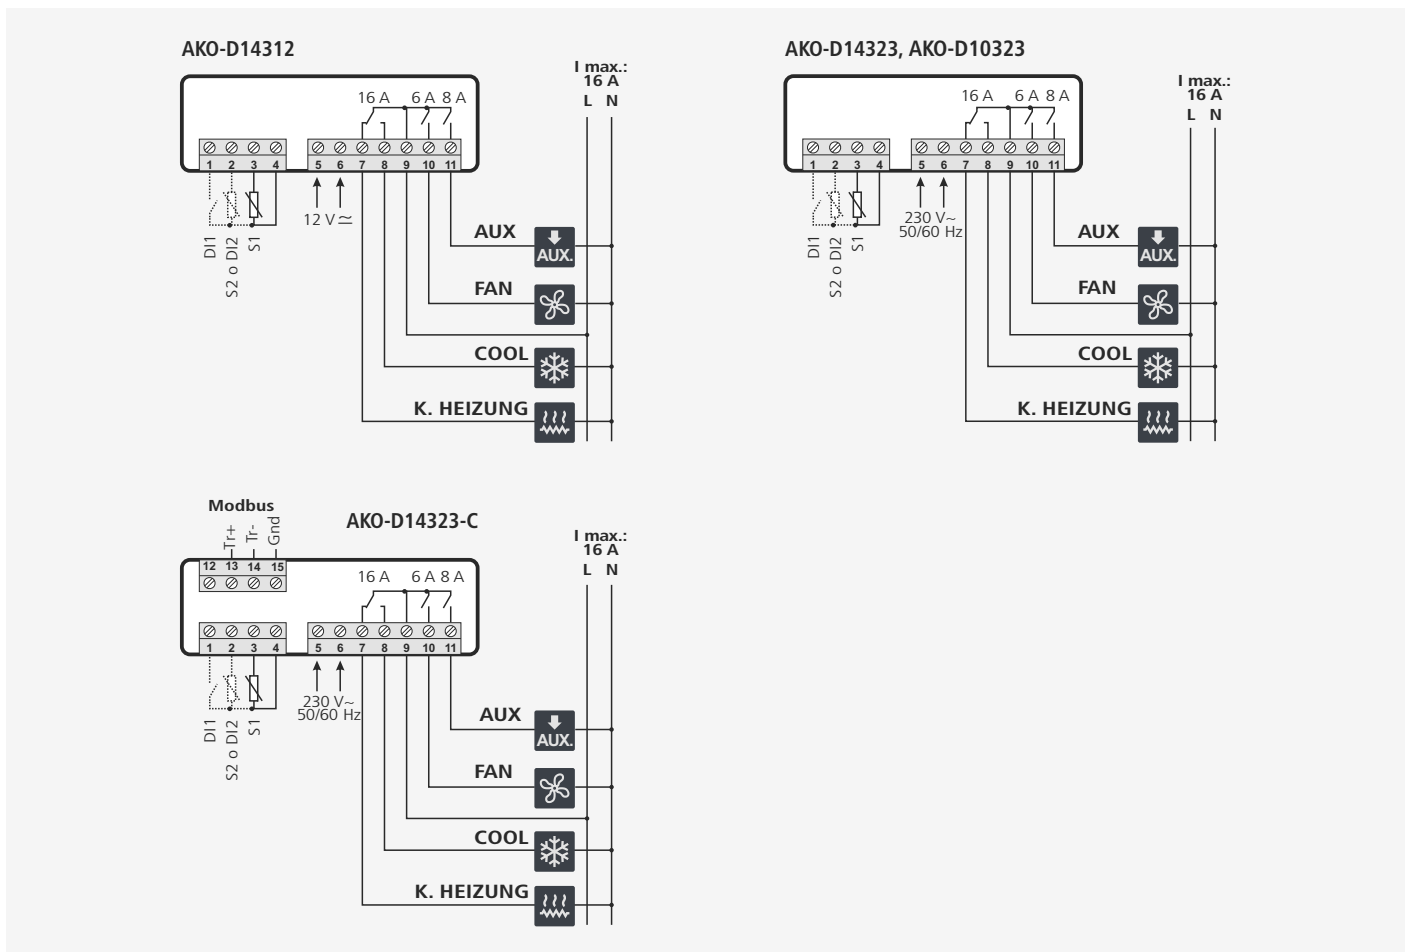 AKO-D14312
I max.:
16 A
L N
16 A 6 A 8 A
1 2 3 4 5 6 7 8 9 10 11
12 V ≂
DI1
S2 o DI2
S1
AUX
AUX.
FAN
COOL
K. HEIZUNG
AKO-D14323, AKO-D10323
I max.:
16 A
L N
16 A 6 A 8 A
1 2 3 4 5 6 7 8 9 10 11
230 V~
50/60 Hz
DI1
S2 o DI2
S1
AUX
AUX.
FAN
COOL
K. HEIZUNG
Modbus
Tr+
Tr-
Gnd
AKO-D14323-C
I max.:
16 A
L N
12 13 14 15
16 A 6 A 8 A
1 2 3 4 5 6 7 8 9 10 11
230 V~
50/60 Hz
DI1
S2 o DI2
S1
AUX
AUX.
FAN
COOL
K. HEIZUNG